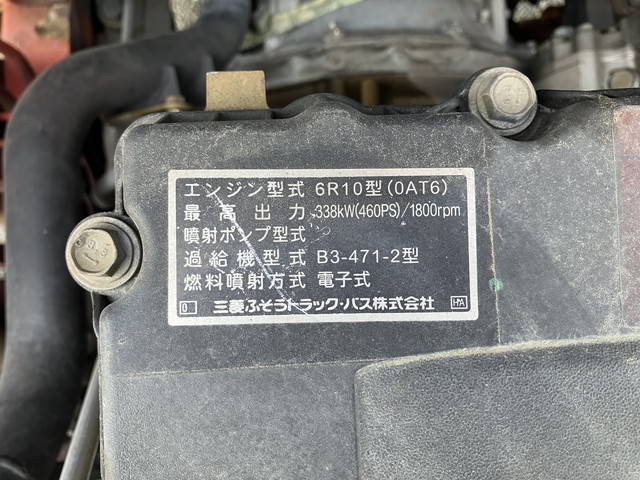 エンジン型式 6R10型(0AT6)
最高出力 338kW(460PS)/1800rpm
噴射ポンプ型式
過給機型式 B3-471-2型
燃料噴射方式 電子式
0 三菱ふそうトラック・バス株式会社